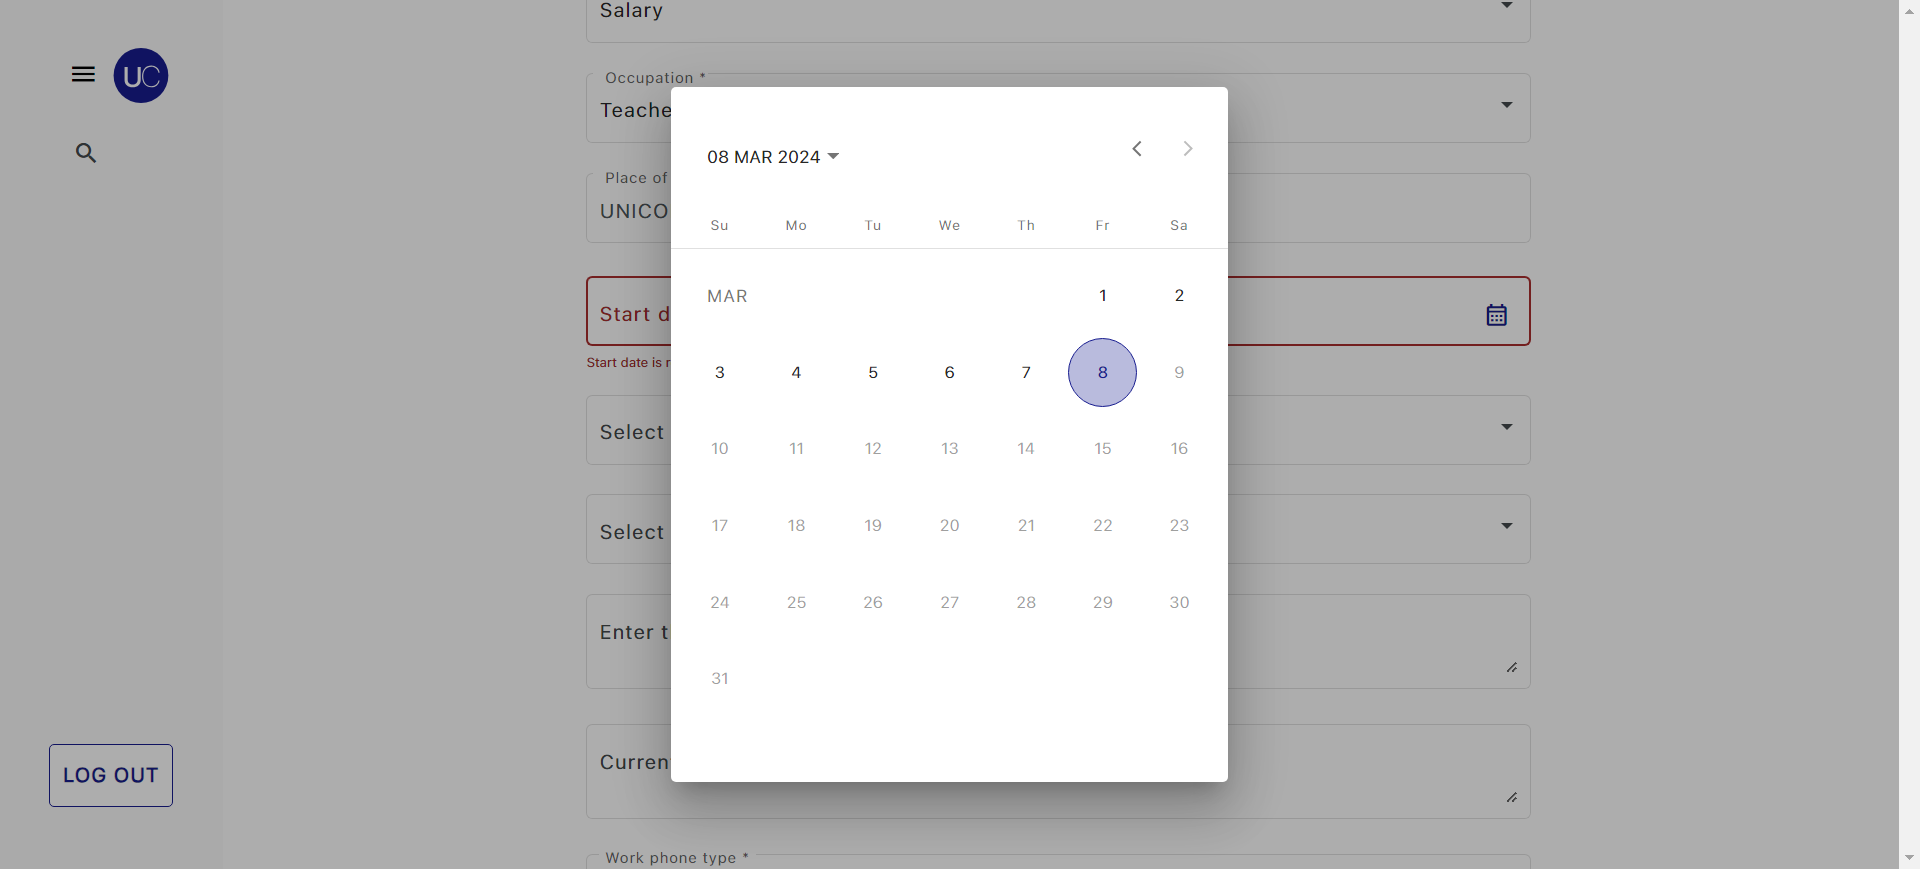 Salary
UC
Occupation *
Teache
08 MAR 2024
Place of
UNICO
Su Mo Tu We Th Fr Sa
MAR 1 2
Start d
3 4 5 6 7 8 9
Start date is r
Select
10 11 12 13 14 15 16
Select
17 18 19 20 21 22 23
24 25 26 27 28 29 30
Enter t
31
Curren
LOG OUT
Work phone type *